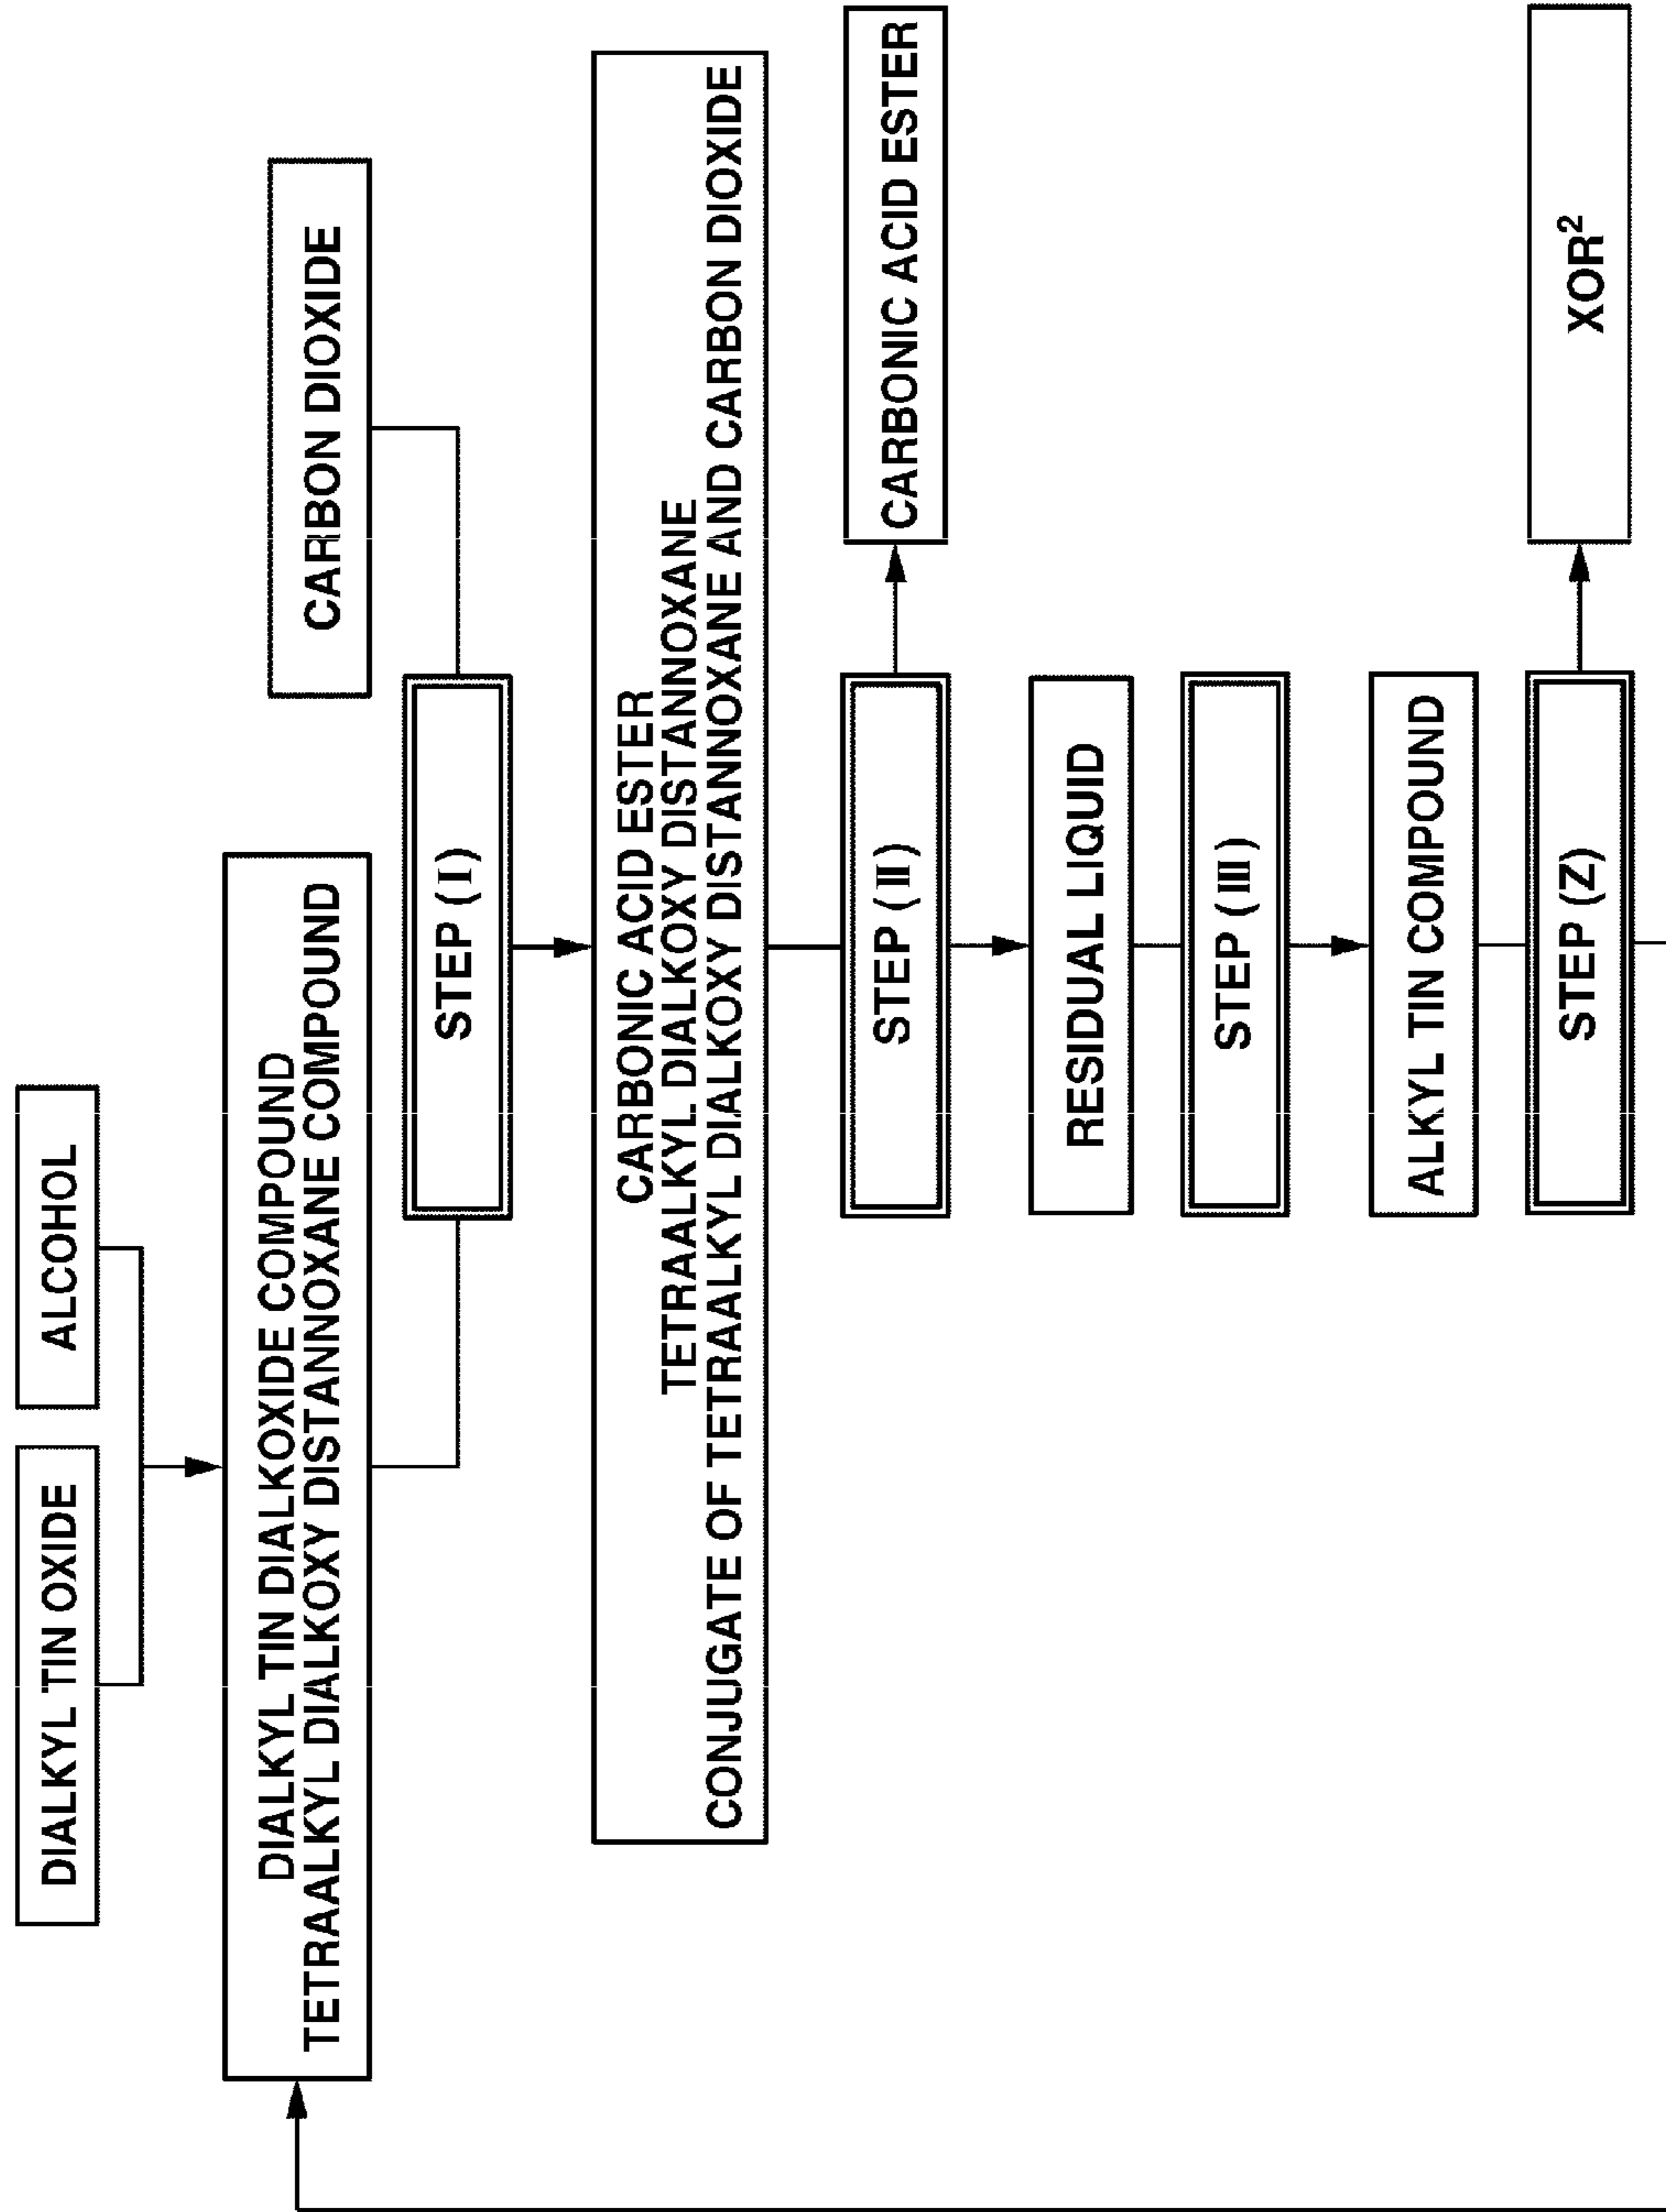 DIALKYL TIN OXIDE
ALCOHOL
DIALKYL TIN DIALKOXIDE COMPOUND
TETRAALKYL DIALKOXY DISTANNOXANE COMPOUND
CARBON DIOXIDE
STEP (I)
CARBONIC ACID ESTER
TETRAALKYL DIALKOXY DISTANNOXANE
CONJUGATE OF TETRAALKYL DIALKOXY DISTANNOXANE AND CARBON DIOXIDE
STEP (II)
CARBONIC ACID ESTER
RESIDUAL LIQUID
STEP (III)
ALKYL TIN COMPOUND
STEP (Z)
XOR²